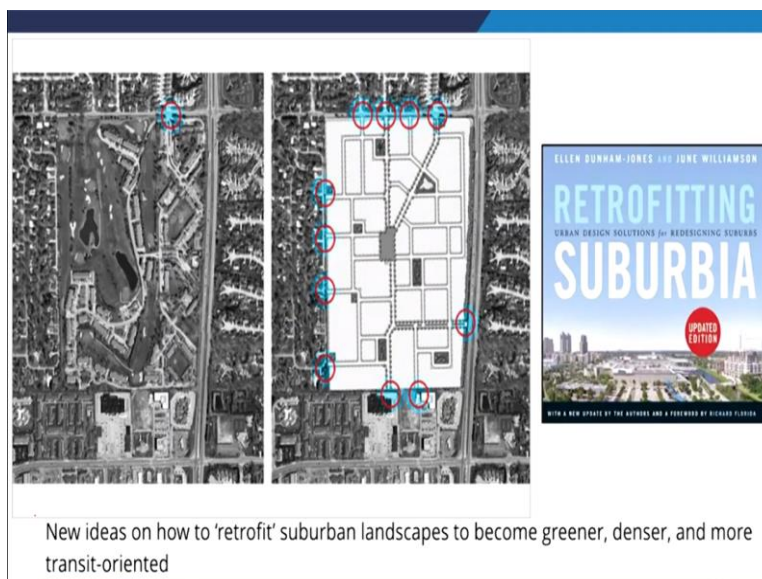 ELLEN DUNHAM-JONES AND JUNE WILLIAMSON
RETROFITTING
URBAN DESIGN SOLUTIONS for REDESIGNING SUBURBS
SUBURBIA
UPDATED
EDITION
WITH A NEW UPDATE BY THE AUTHORS AND A FOREWORD BY RICHARD FLORIDA
New ideas on how to ‘retrofit’ suburban landscapes to become greener, denser, and more
transit-oriented